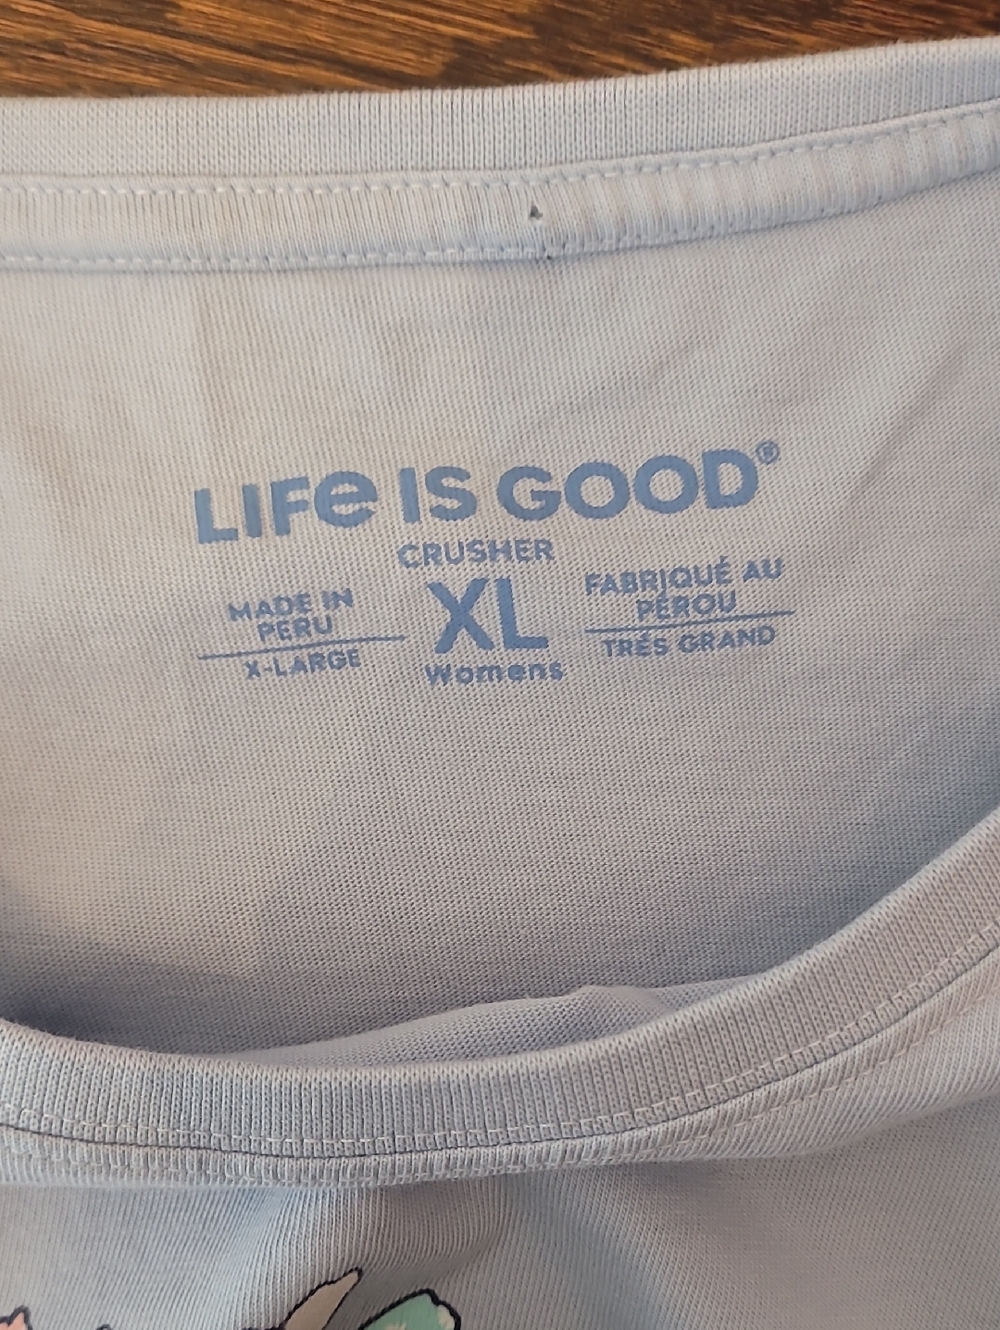 LIFe IS GOOD®
CRUSHER
MADE IN
PERU
X-LARGE
XL
Womens
FABRIQUÉ AU
PÉROU
TRÉS GRAND